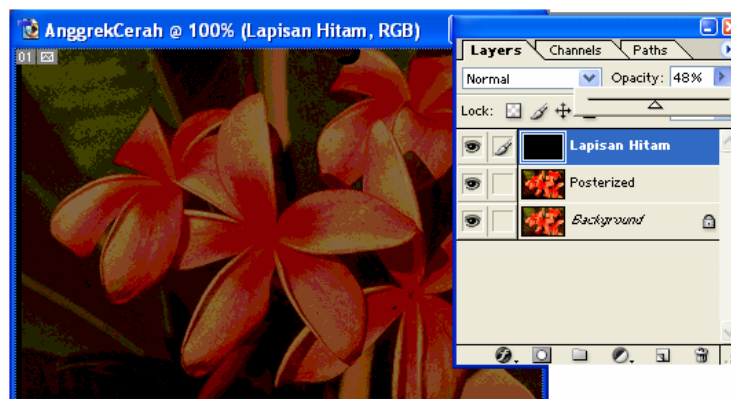 AnggrekCerah @ 100% (Lapisan Hitam, RGB)
01
Layers Channels Paths
Normal Opacity: 48%
Lock:
Lapisan Hitam
Posterized
Background